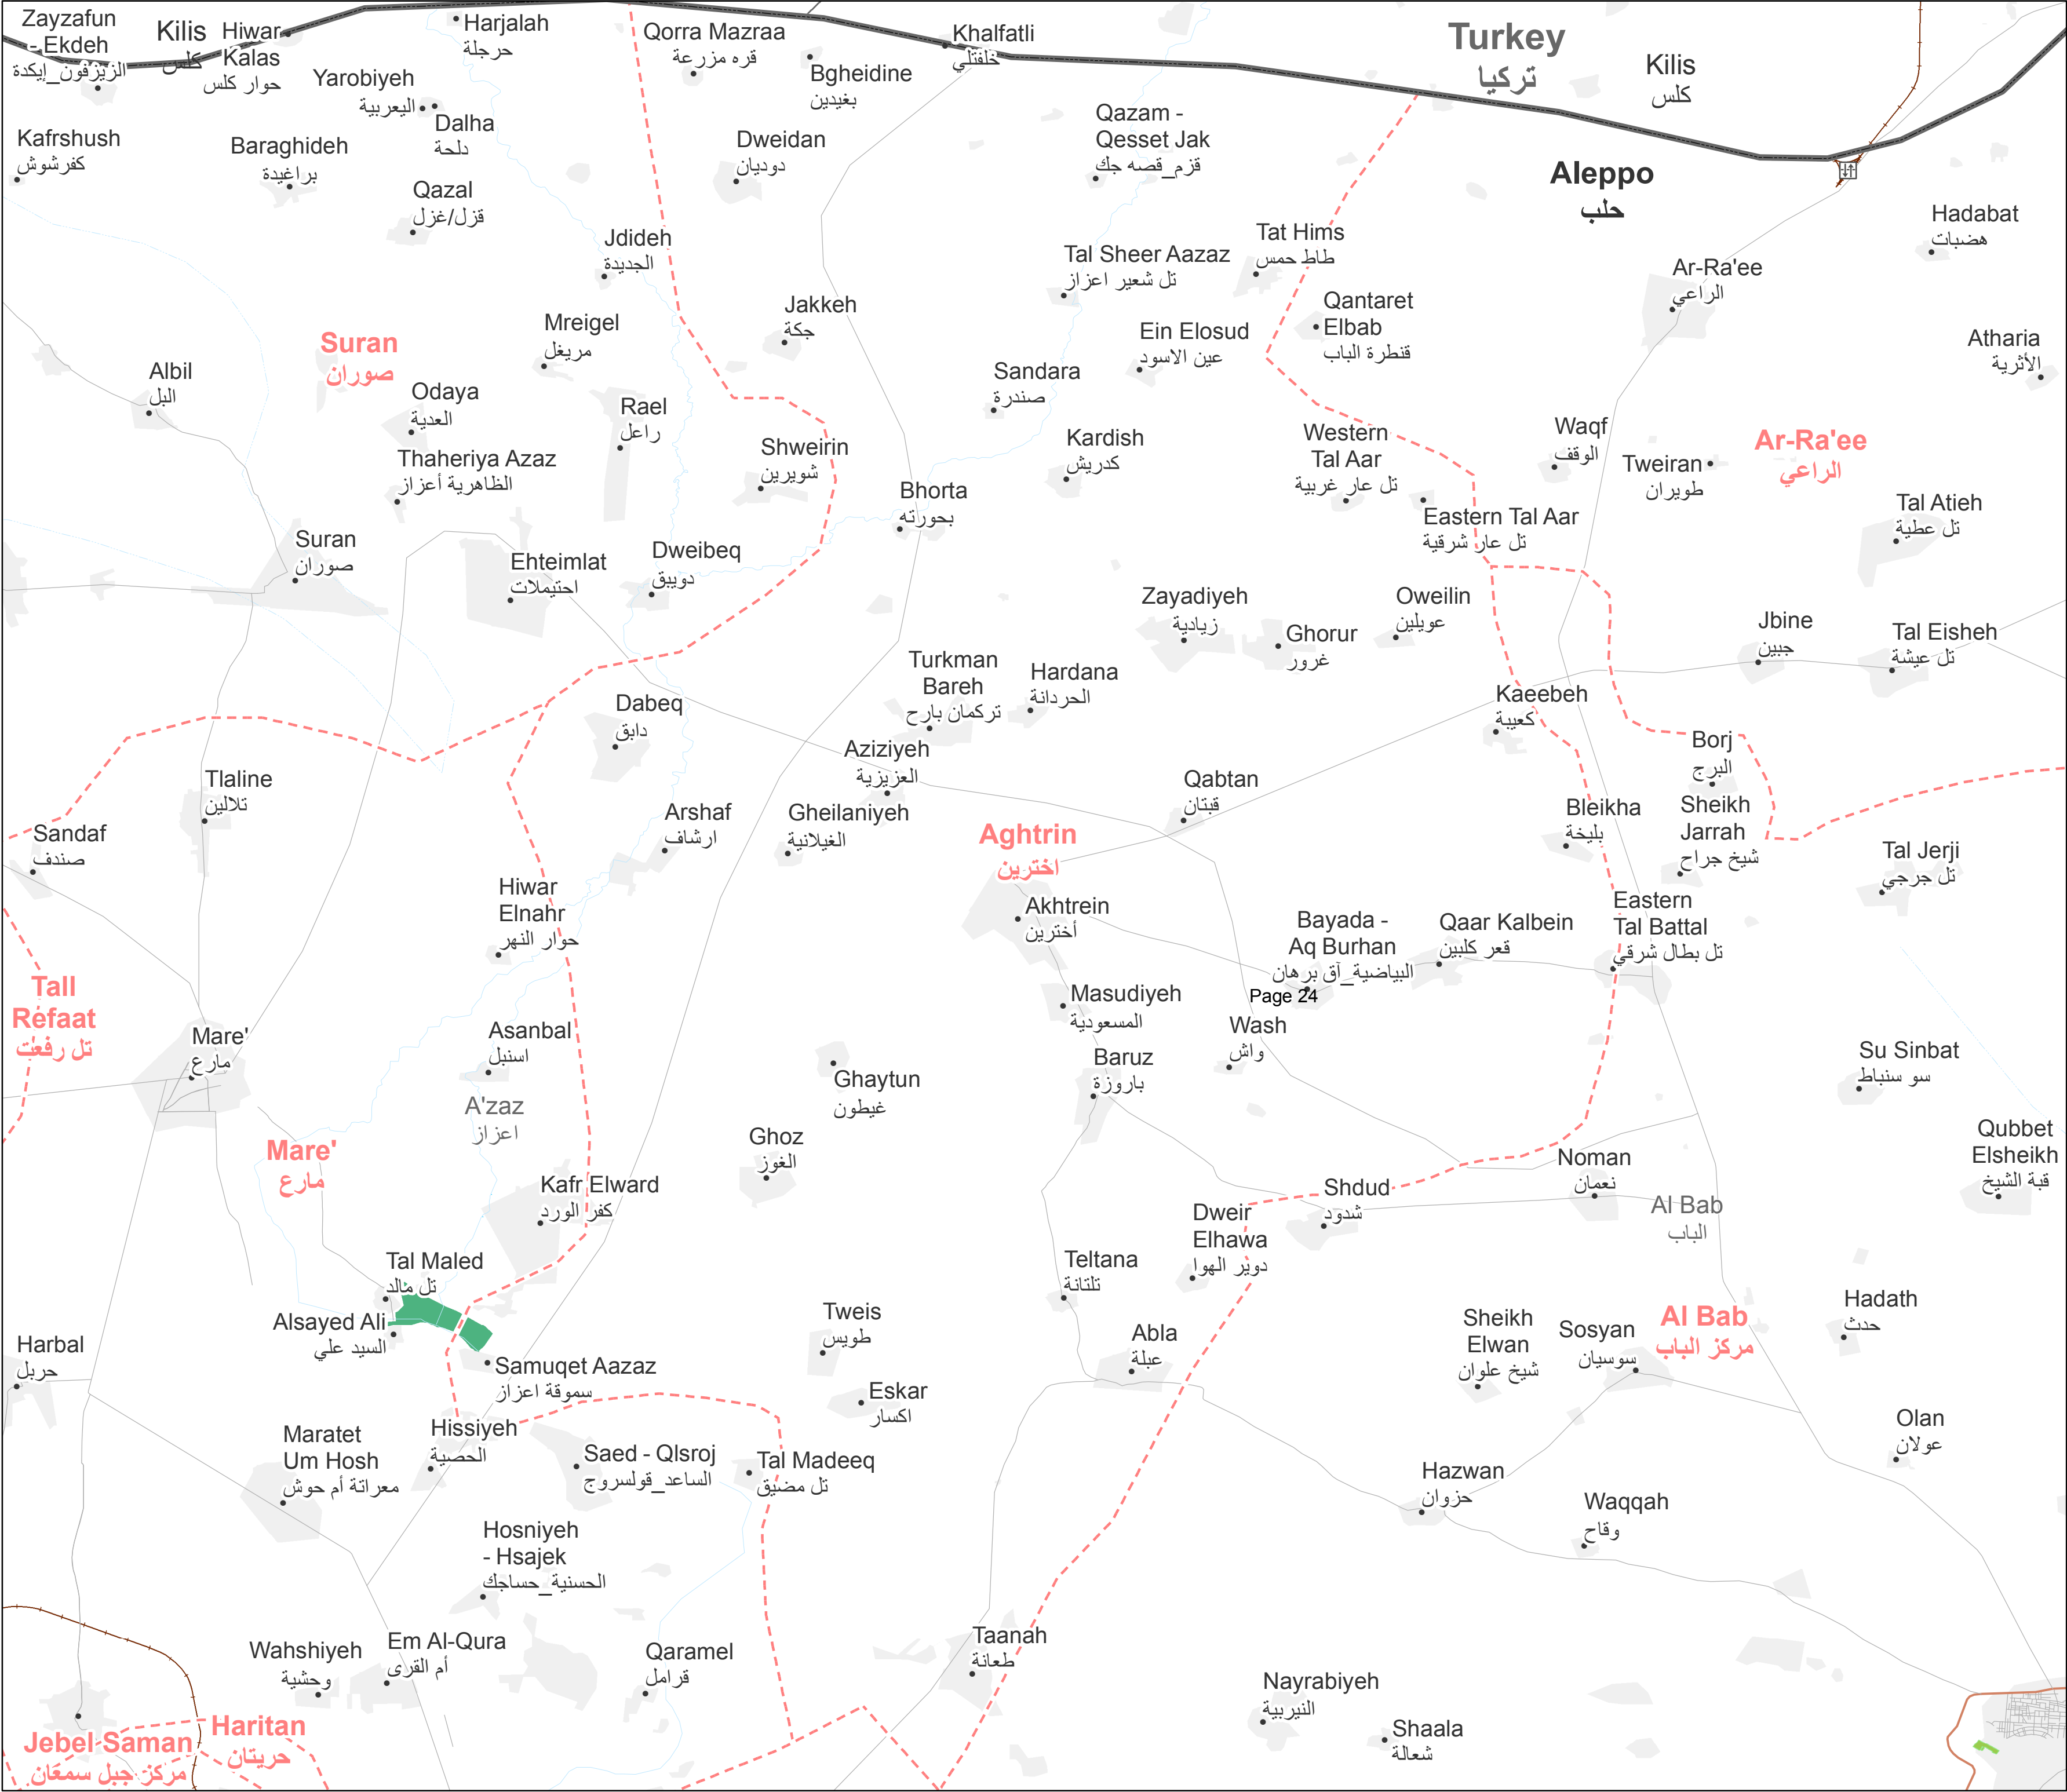 Zayzafun
- Ekdeh
الزيزفون_إيكدة
Kilis
كلس
Hiwar
Kalas
حوار كلس
Harjalah
حرجلة
Qorra Mazraa
قره مزرعة
Bgheidine
بغيدين
Khalfatli
خلفتلي
Turkey
تركيا
Kilis
كلس
Yarobiyeh
اليعربية
Dalha
دلحة
Kafrshush
كفرشوش
Baraghideh
براغيدة
Qazal
قزل/غزل
Dweidan
دوديان
Qazam -
Qesset Jak
قزم_قصه جك
Aleppo
حلب
Hadabat
هضبات
Jdideh
الجديدة
Tal Sheer Aazaz
تل شعير اعزاز
Tat Hims
طاط حمس
Ar-Ra'ee
الراعي
Suran
صوران
Mreigel
مريغل
Jakkeh
جكة
Ein Elosud
عين الاسود
Qantaret
Elbab
قنطرة الباب
Atharia
الأثرية
Albil
البل
Odaya
العدية
Rael
راعل
Sandara
صندرة
Thaheriya Azaz
الظاهرية أعزاز
Shweirin
شويرين
Kardish
كدريش
Western
Tal Aar
تل عار غربية
Waqf
الوقف
Tweiran
طويران
Ar-Ra'ee
الراعي
Bhorta
بحورته
Eastern Tal Aar
تل عار شرقية
Tal Atieh
تل عطية
Suran
صوران
Ehteimlat
احتيملات
Dweibeq
دويبق
Zayadiyeh
زيادية
Ghorur
غرور
Oweilin
عويلين
Jbine
جبين
Tal Eisheh
تل عيشة
Turkman
Bareh
تركمان بارح
Hardana
الحردانة
Dabeq
دابق
Kaeebeh
كعيبة
Borj
البرج
Aziziyeh
العزيزية
Tlaline
تلالين
Qabtan
قبتان
Sandaf
صندف
Arshaf
ارشاف
Gheilaniyeh
الغيلانية
Aghtrin
اخترين
Bleikha
بليخة
Sheikh
Jarrah
شيخ جراح
Tal Jerji
تل جرجي
Hiwar
Elnahr
حوار النهر
Akhtrein
أخترين
Bayada -
Aq Burhan
البياضية_آق برهان
Page 24
Qaar Kalbein
قعر كلبين
Eastern
Tal Battal
تل بطال شرقي
Tall
Refaat
تل رفعت
Masudiyeh
المسعودية
Mare'
مارع
Asanbal
اسنبل
Wash
واش
Su Sinbat
سو سنباط
Ghaytun
غيطون
Baruz
باروزة
A'zaz
اعزاز
Mare'
مارع
Ghoz
الغوز
Qubbet
Elsheikh
قبة الشيخ
Noman
نعمان
Kafr Elward
كفر الورد
Shdud
شدود
Al Bab
الباب
Dweir
Elhawa
دوير الهوا
Tal Maled
تل مالد
Teltana
تلتانة
Alsayed Ali
السيد علي
Tweis
طويس
Abla
عبلة
Sheikh
Elwan
شيخ علوان
Sosyan
سوسيان
Al Bab
مركز الباب
Hadath
حدث
Harbal
حربل
Samuqet Aazaz
سموقة اعزاز
Eskar
اكسار
Maratet
Um Hosh
معراتة أم حوش
Hissiyeh
الحصية
Saed - Qlsroj
الساعد_قولسروج
Tal Madeeq
تل مضيق
Olan
عولان
Hazwan
حزوان
Waqqah
وقاح
Hosniyeh
- Hsajek
الحسنية_حساجك
Wahshiyeh
وحشية
Em Al-Qura
أم القرى
Qaramel
قرامل
Taanah
طعانة
Nayrabiyeh
النيربية
Shaala
شعالة
Haritan
حريتان
Jebel Saman
مركز جبل سمعان